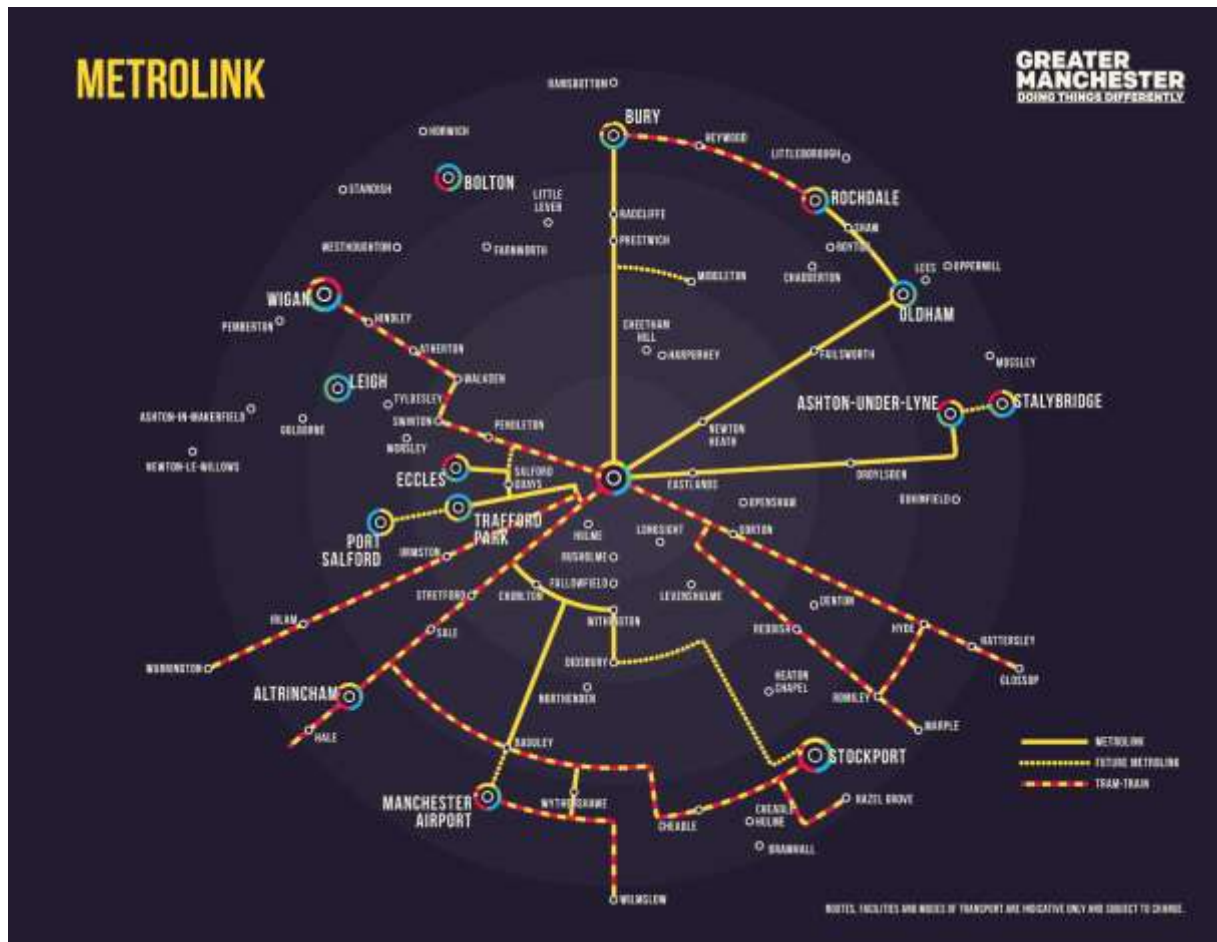 METROLINK
GREATER
MANCHESTER
DOING THINGS DIFFERENTLY
RAMSBOTTOM
BURY
HEYWOOD
HORWICH
LITTLEBOROUGH
BOLTON
STANDISH
LITTLE
LEVER
ROCHDALE
RADCLIFFE
SHAW
PRESTWICH
ROYTON
WESTHOUGHTON
FARNWORTH
CHADDERTON
LEES
UPPERMILL
MIDDLETON
WIGAN
OLDHAM
PEMBERTON
HINDLEY
CHEETHAM
HILL
HARPURHEY
FAILSWORTH
ATHERTON
MOSSLEY
LEIGH
WALKDEN
TYLDESLEY
ASHTON-UNDER-LYNE
STALYBRIDGE
ASHTON-IN-MAKERFIELD
GOLBORNE
SWINTON
PENDLETON
NEWTON
HEATH
WORSLEY
NEWTON-LE-WILLOWS
ECCLES
SALFORD
QUAYS
EASTLANDS
DROYLSDEN
DUKINFIELD
OPENSHAW
TRAFFORD
PARK
PORT
SALFORD
HULME
LONGSIGHT
GORTON
URMSTON
RUSHOLME
STRETFORD
CHORLTON
FALLOWFIELD
LEVENSHULME
DENTON
IRLAM
SALE
WITHINGTON
REDDISH
HYDE
HATTERSLEY
WARRINGTON
DIDSBURY
GLOSSOP
ALTRINCHAM
NORTHENDEN
HEATON
CHAPEL
ROMILEY
HALE
MARPLE
BAGULEY
STOCKPORT
METROLINK
FUTURE METROLINK
TRAM-TRAIN
MANCHESTER
AIRPORT
WYTHENSHAWE
CHEADLE
CHEADLE
HULME
HAZEL GROVE
BRAMHALL
WILMSLOW
ROUTES, FACILITIES AND MODES OF TRANSPORT ARE INDICATIVE ONLY AND SUBJECT TO CHANGE.